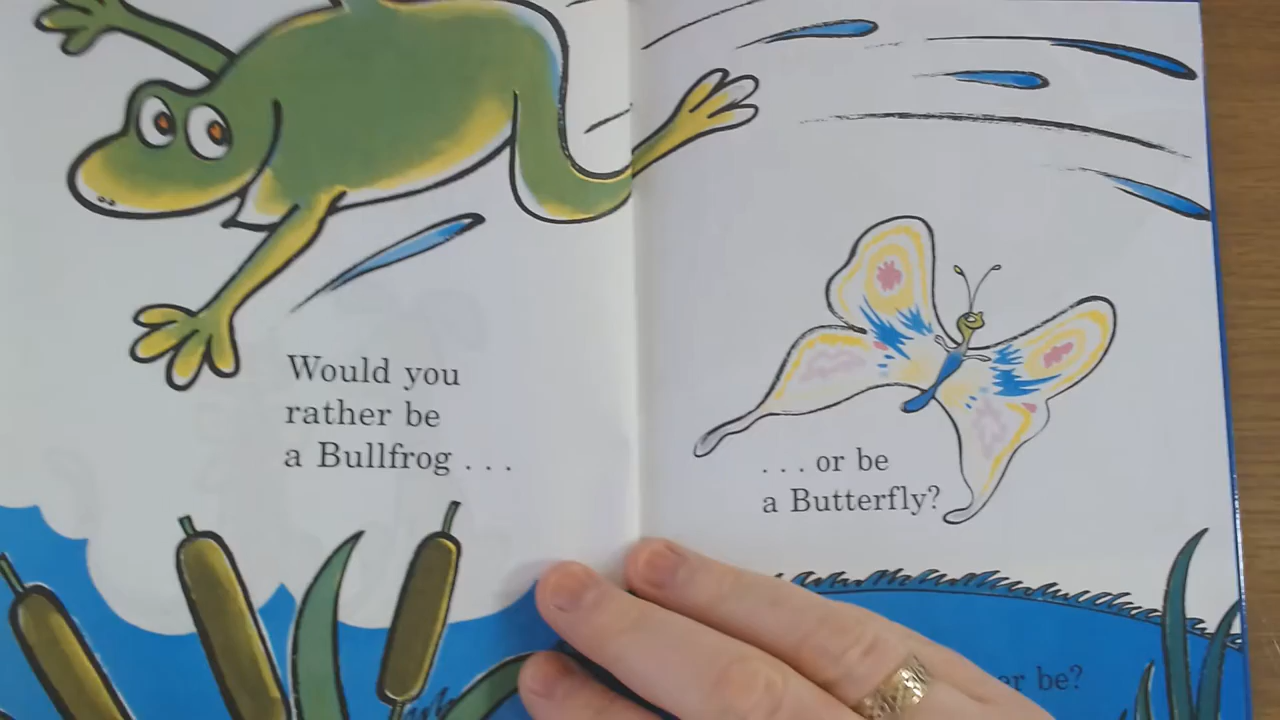 Would you
rather be
a Bullfrog . . .
. . . or be
a Butterfly?
be?